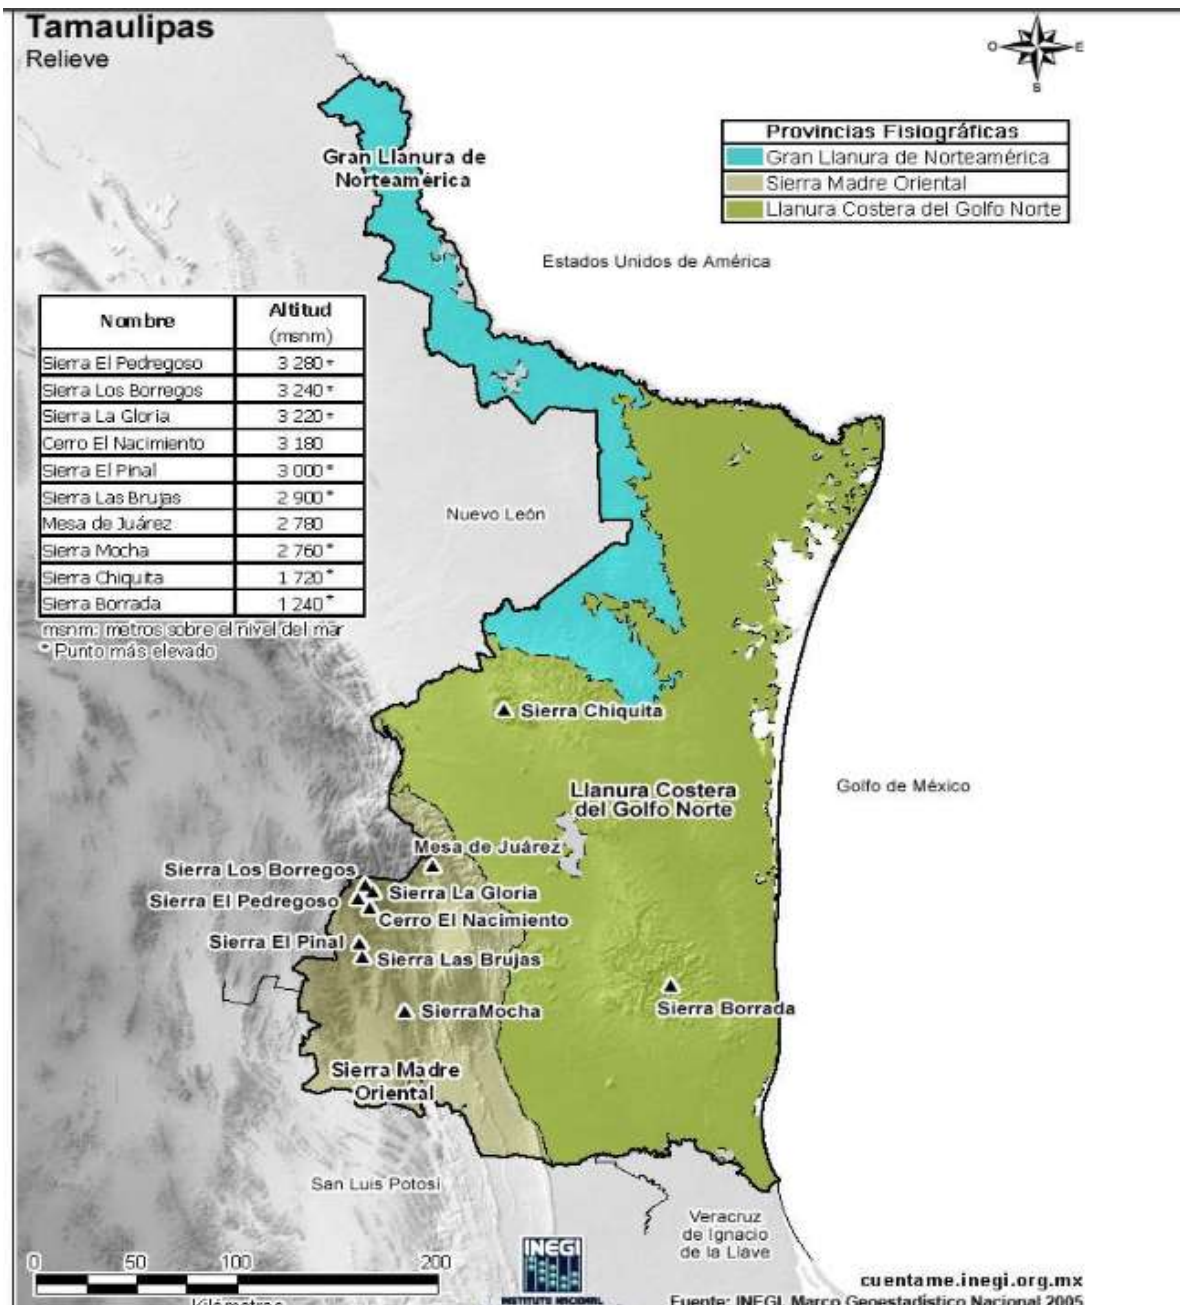 Tamaulipas
Relieve
O E
S
Provincias Fisiográficas
Gran Llanura de Norteamérica
Sierra Madre Oriental
Llanura Costera del Golfo Norte
Gran Llanura de
Norteamérica
Estados Unidos de América
Nombre Altitud
(msnm)
Sierra El Pedregoso 3 280*
Sierra Los Borregos 3 240*
Sierra La Gloria 3 220*
Cerro El Nacimiento 3 180
Sierra El Pinal 3 000*
Sierra Las Brujas 2 900*
Mesa de Juárez 2 780
Sierra Mocha 2 760*
Sierra Chiquita 1 720*
Sierra Borrada 1 240*
msnm: metros sobre el nivel del mar
* Punto más elevado
Nuevo León
Sierra Chiquita
Llanura Costera
del Golfo Norte
Golfo de México
Mesa de Juárez
Sierra Los Borregos
Sierra La Gloria
Sierra El Pedregoso
Cerro El Nacimiento
Sierra El Pinal
Sierra Las Brujas
Sierra Borrada
SierraMocha
Sierra Madre
Oriental
San Luis Potosí
Veracruz
de Ignacio
de la Llave
0 50 100 200
Kilómetros
INEGI
INSTITUTO NACIONAL
cuentame.inegi.org.mx
Fuente: INEGI. Marco Geoestadístico Nacional 2005